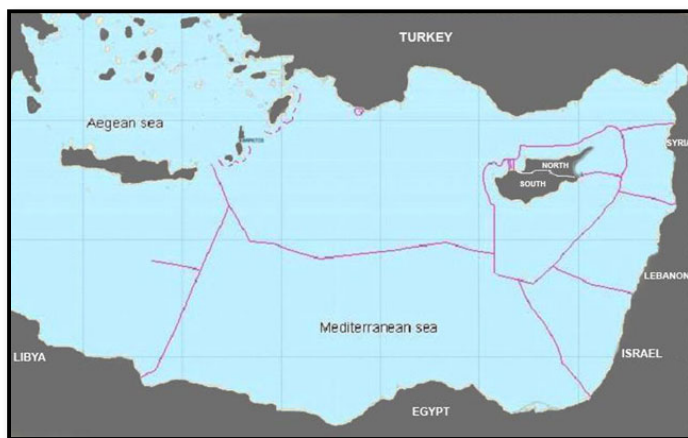 TURKEY
Aegean sea
NORTH
SYRIA
SOUTH
LEBANON
Mediterranean sea
LIBYA
ISRAEL
EGYPT